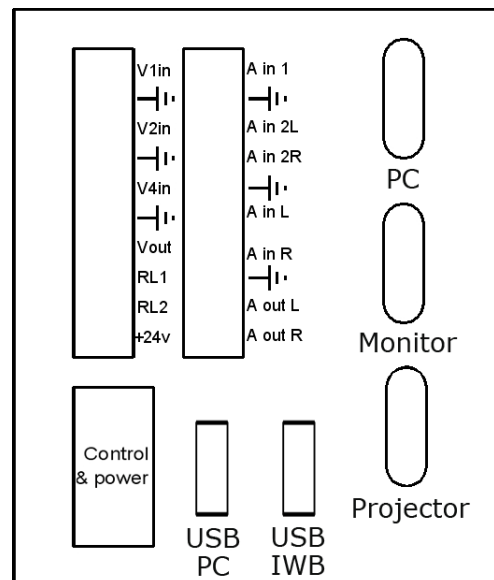 V1in
V2in
V4in
Vout
RL1
RL2
+24v
A in 1
A in 2L
A in 2R
A in L
A in R
A out L
A out R
PC
Monitor
Projector
Control
& power
USB
PC
USB
IWB